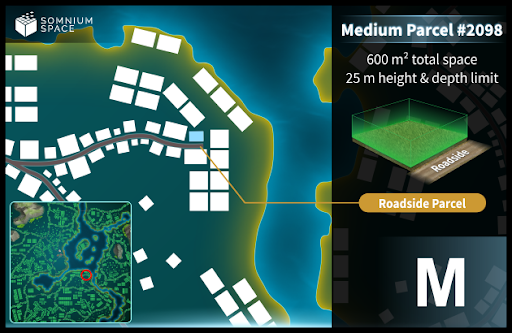 SOMNIUM
SPACE
Medium Parcel #2098
600 m² total space
25 m height & depth limit
Roadside
Roadside Parcel
M